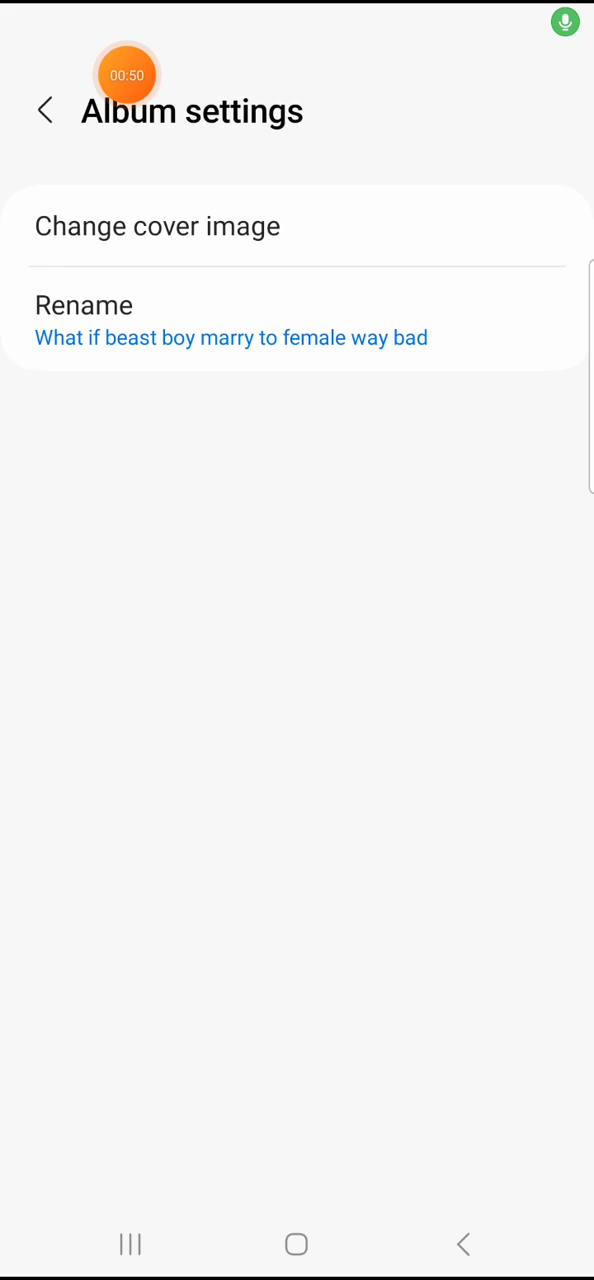 00:50
Album settings
Change cover image
Rename
What if beast boy marry to female way bad